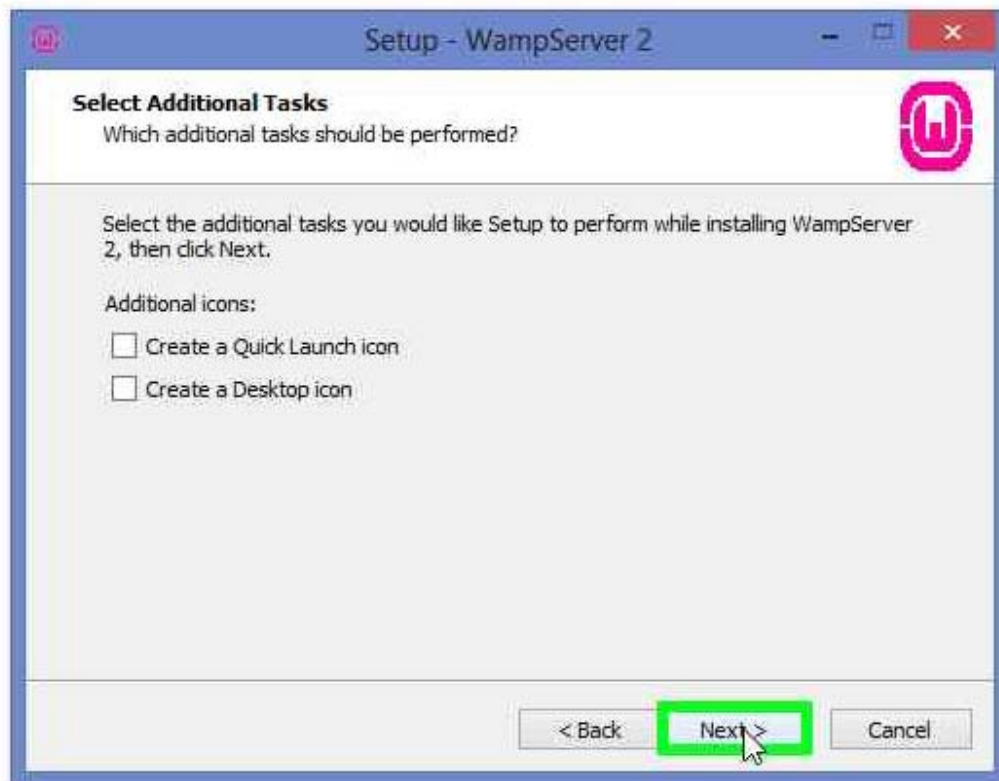 Setup - WampServer 2
Select Additional Tasks
Which additional tasks should be performed?
Select the additional tasks you would like Setup to perform while installing WampServer
2, then click Next.
Additional icons:
Create a Quick Launch icon
Create a Desktop icon
< Back Next > Cancel